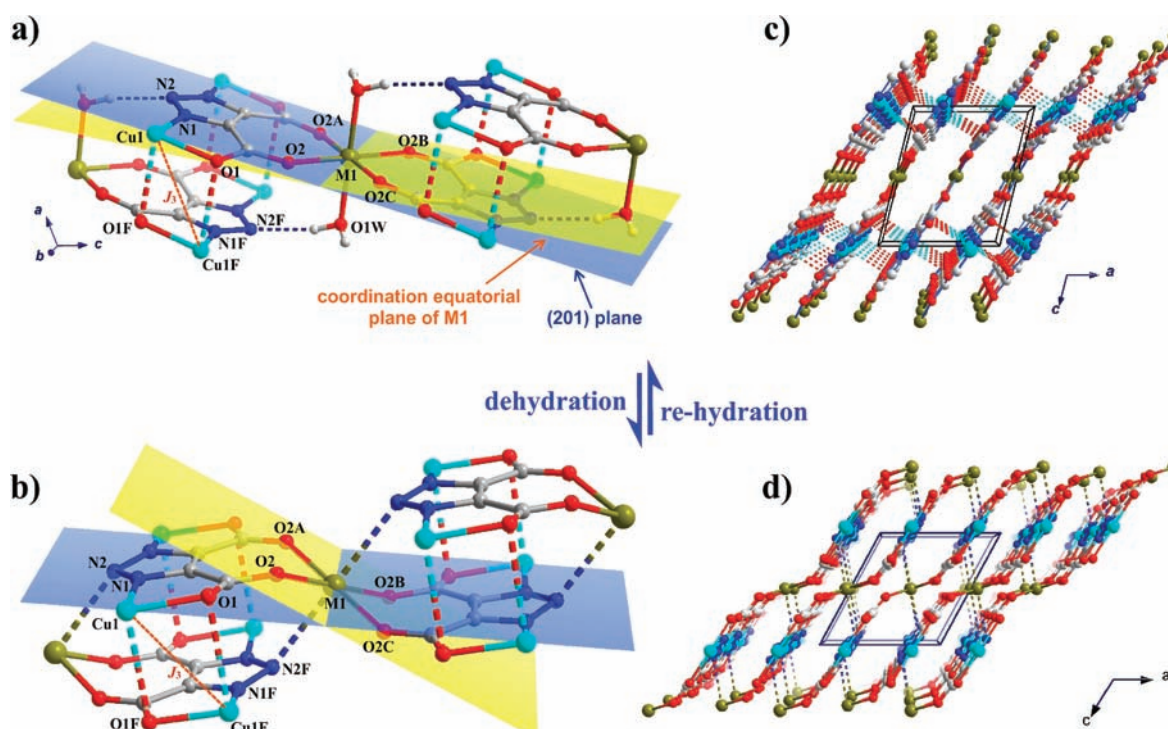 a)
N2
N1
Cu1
O2A
O2
O2B
M1
O1
O2C
J₃
O1F
N2F
N1F
O1W
Cu1F
a
b
c
coordination equatorial
plane of M1
(201) plane
c)
a
c
dehydration
re-hydration
b)
O2A
N2
O2
N1
O2B
M1
O1
Cu1
O2C
J₃
N2F
N1F
O1F
Cu1F
d)
a
c